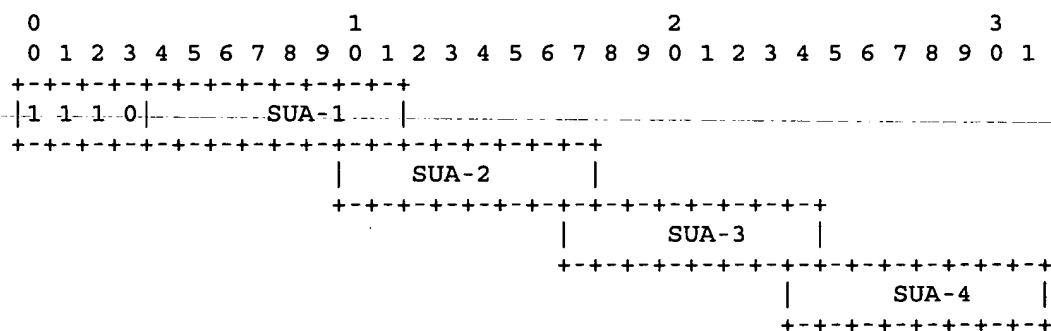 0                   1                   2                   3
 0 1 2 3 4 5 6 7 8 9 0 1 2 3 4 5 6 7 8 9 0 1 2 3 4 5 6 7 8 9 0 1
+-+-+-+-+-+-+-+-+-+-+-+-+
|1 1 1 0|       SUA-1   |
+-+-+-+-+-+-+-+-+-+-+-+-+-+-+-+-+-+-+
                    |    SUA-2      |
                    +-+-+-+-+-+-+-+-+-+-+-+-+-+-+-+
                                  |      SUA-3    |
                                  +-+-+-+-+-+-+-+-+-+-+-+-+-+-+-+
                                                |      SUA-4    |
                                                +-+-+-+-+-+-+-+-+